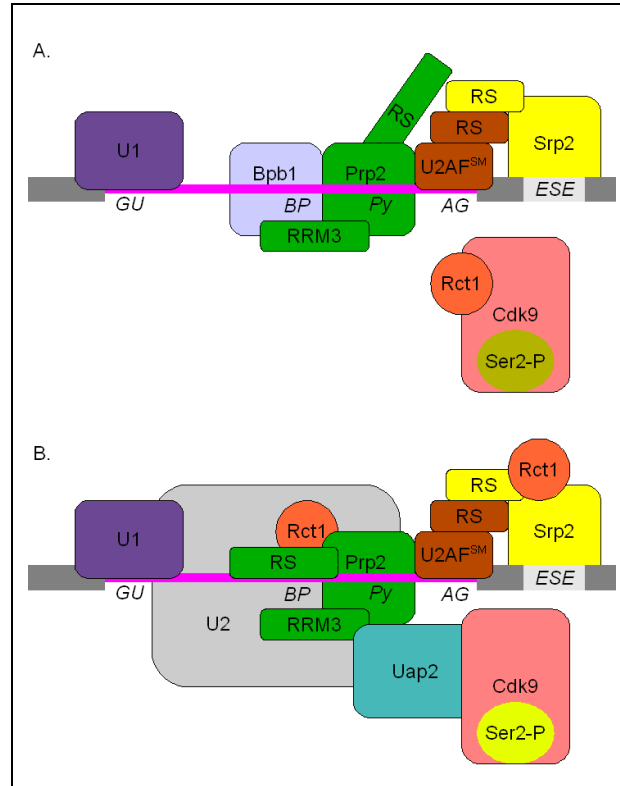 A.
RS
RS
RS
U1
Bpb1
Prp2
U2AF^SM
Srp2
GU
BP
Py
AG
ESE
RRM3
Rct1
Cdk9
Ser2-P
B.
Rct1
RS
RS
U1
Rct1
RS
Prp2
U2AF^SM
Srp2
GU
BP
Py
AG
ESE
U2
RRM3
Uap2
Cdk9
Ser2-P